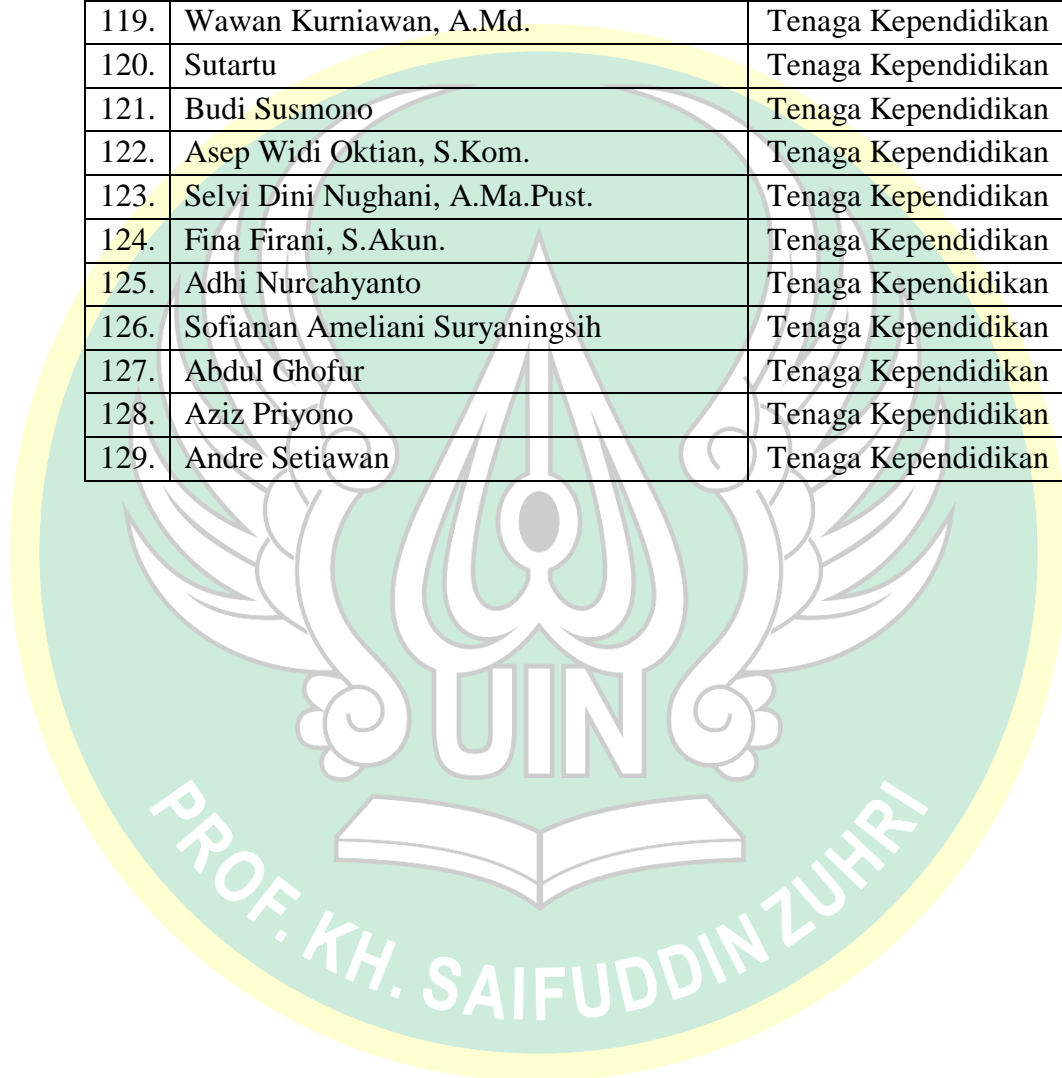 119. Wawan Kurniawan, A.Md. Tenaga Kependidikan
120. Sutartu Tenaga Kependidikan
121. Budi Susmono Tenaga Kependidikan
122. Asep Widi Oktian, S.Kom. Tenaga Kependidikan
123. Selvi Dini Nughani, A.Ma.Pust. Tenaga Kependidikan
124. Fina Firani, S.Akun. Tenaga Kependidikan
125. Adhi Nurcahyanto Tenaga Kependidikan
126. Sofianan Ameliani Suryaningsih Tenaga Kependidikan
127. Abdul Ghofur Tenaga Kependidikan
128. Aziz Priyono Tenaga Kependidikan
129. Andre Setiawan Tenaga Kependidikan
UIN
PROF. KH. SAIFUDDIN ZUHRI